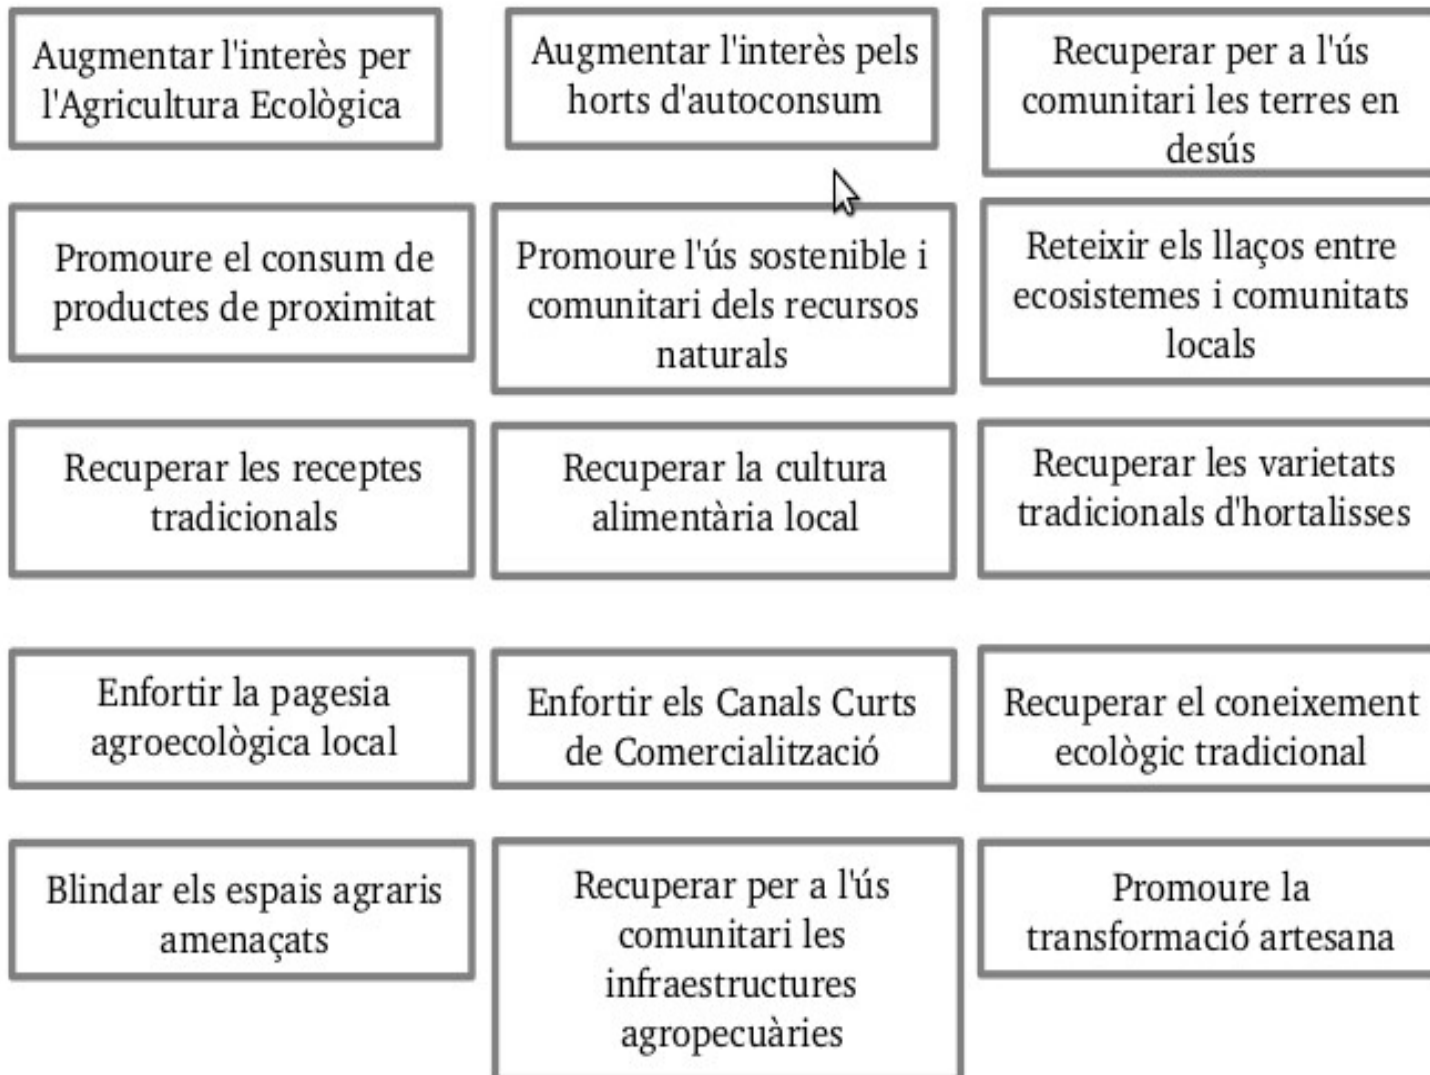 Augmentar l'interès per
l'Agricultura Ecològica
Augmentar l'interès pels
horts d'autoconsum
Recuperar per a l'ús
comunitari les terres en
desús
Promoure el consum de
productes de proximitat
Promoure l'ús sostenible i
comunitari dels recursos
naturals
Reteixir els llaços entre
ecosistemes i comunitats
locals
Recuperar les receptes
tradicionals
Recuperar la cultura
alimentària local
Recuperar les varietats
tradicionals d'hortalisses
Enfortir la pagesia
agroecològica local
Enfortir els Canals Curts
de Comercialització
Recuperar el coneixement
ecològic tradicional
Blindar els espais agraris
amenaçats
Recuperar per a l'ús
comunitari les
infraestructures
agropecuàries
Promoure la
transformació artesana